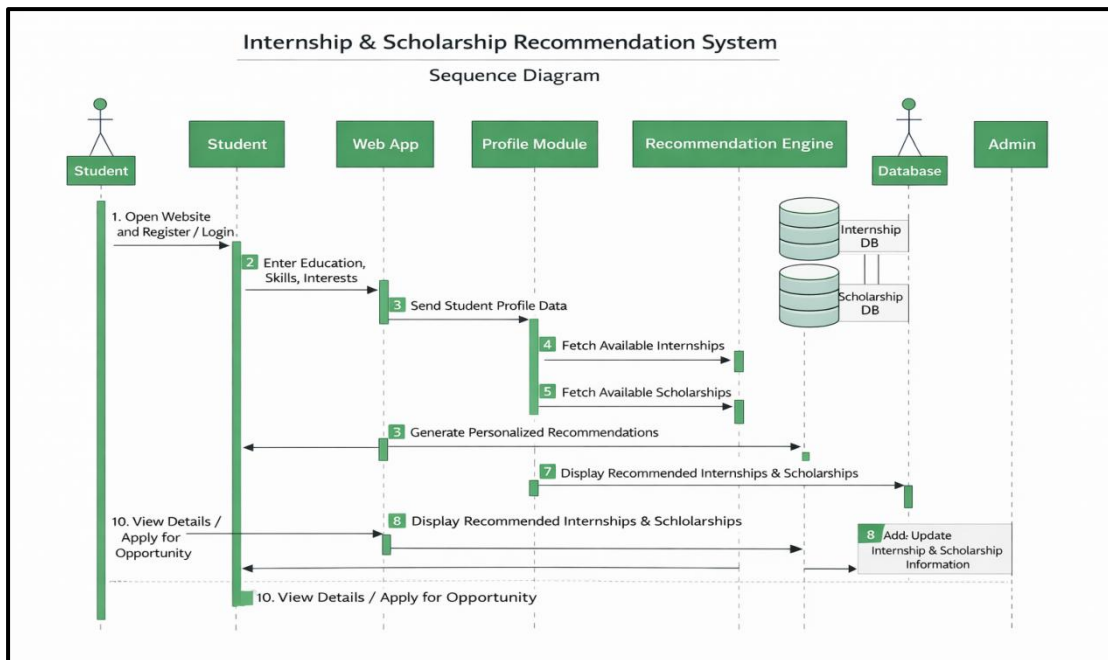 Internship & Scholarship Recommendation System
Sequence Diagram
Student
Student
Web App
Profile Module
Recommendation Engine
Database
Admin
1. Open Website
and Register / Login
2 Enter Education,
Skills, Interests
3 Send Student Profile Data
Internship
DB
Scholarship
DB
4 Fetch Available Internships
5 Fetch Available Scholarships
3 Generate Personalized Recommendations
7 Display Recommended Internships & Scholarships
10. View Details /
Apply for
Opportunity
8 Display Recommended Internships & Schlolarships
8 Add: Update
Internship & Scholarship
Information
10. View Details / Apply for Opportunity